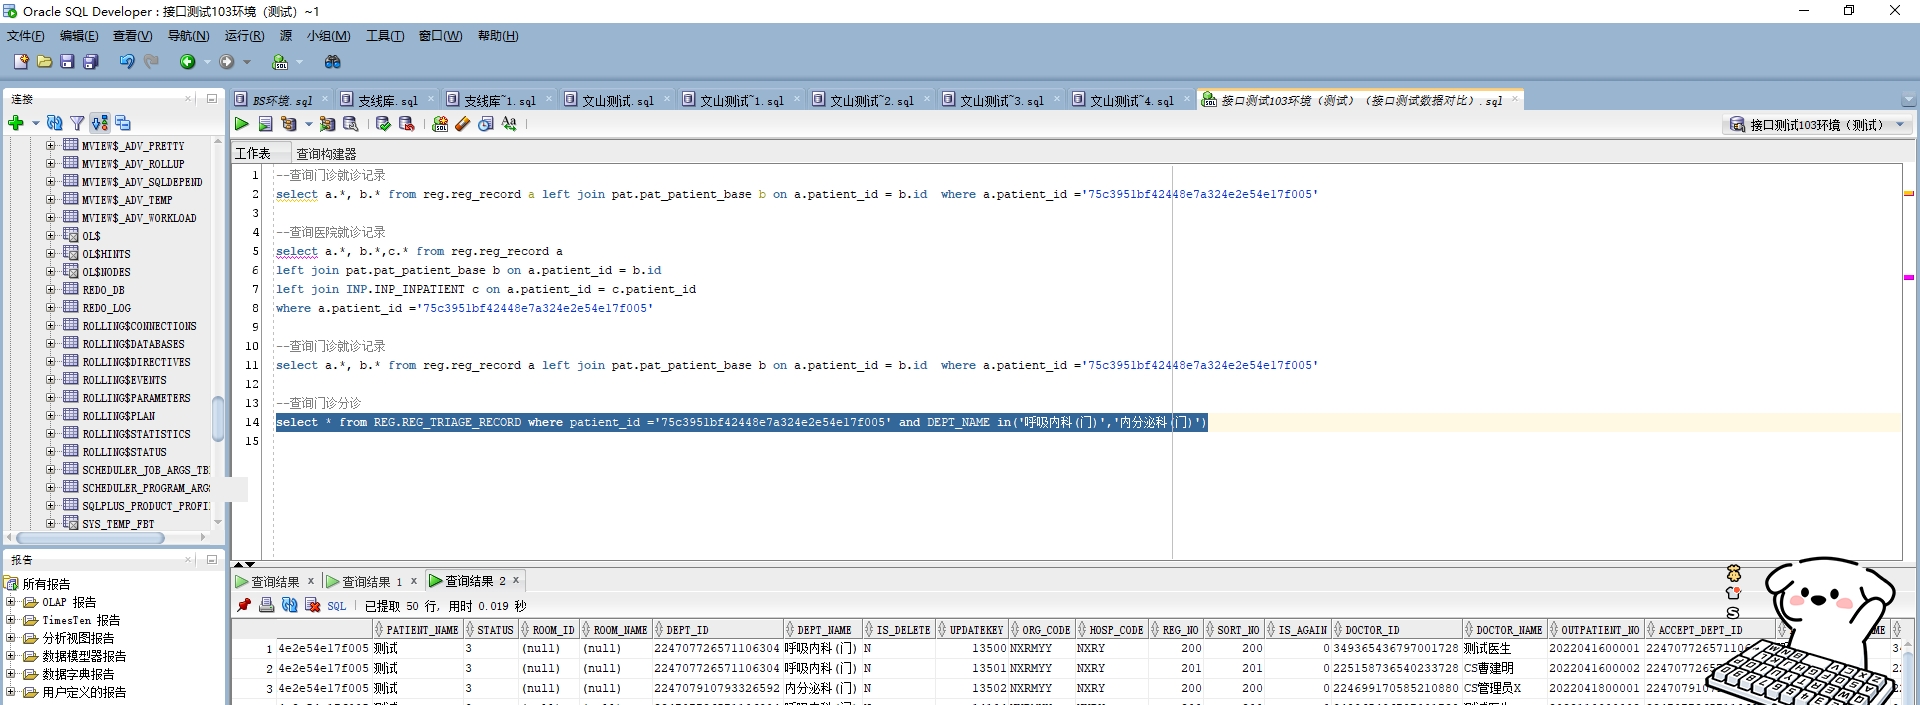 Oracle SQL Developer : 接口测试103环境（测试）~1
文件(F) 编辑(E) 查看(V) 导航(N) 运行(R) 源 小组(M) 工具(T) 窗口(W) 帮助(H)
连接
BS环境.sql 支线库.sql 支线库~1.sql 文山测试.sql 文山测试~1.sql 文山测试~2.sql 文山测试~3.sql 文山测试~4.sql 接口测试103环境（测试）（接口测试数据对比）.sql
接口测试103环境（测试）
MVIEW$_ADV_PRETTY
MVIEW$_ADV_ROLLUP
MVIEW$_ADV_SQLDEPEND
MVIEW$_ADV_TEMP
MVIEW$_ADV_WORKLOAD
OL$
OL$HINTS
OL$NODES
REDO_DB
REDO_LOG
ROLLING$CONNECTIONS
ROLLING$DATABASES
ROLLING$DIRECTIVES
ROLLING$EVENTS
ROLLING$PARAMETERS
ROLLING$PLAN
ROLLING$STATISTICS
ROLLING$STATUS
SCHEDULER_JOB_ARGS_TB
SCHEDULER_PROGRAM_ARG
SQLPLUS_PRODUCT_PROFI
SYS_TEMP_FBT
报告
所有报告
OLAP 报告
TimesTen 报告
分析视图报告
数据模型器报告
数据字典报告
用户定义的报告
工作表 查询构建器
1 --查询门诊就诊记录
2 select a.*, b.* from reg.reg_record a left join pat.pat_patient_base b on a.patient_id = b.id  where a.patient_id ='75c3951bf42448e7a324e2e54e17f005'
3
4 --查询医院就诊记录
5 select a.*, b.*,c.* from reg.reg_record a
6 left join pat.pat_patient_base b on a.patient_id = b.id
7 left join INP.INP_INPATIENT c on a.patient_id = c.patient_id
8 where a.patient_id ='75c3951bf42448e7a324e2e54e17f005'
9
10 --查询门诊就诊记录
11 select a.*, b.* from reg.reg_record a left join pat.pat_patient_base b on a.patient_id = b.id  where a.patient_id ='75c3951bf42448e7a324e2e54e17f005'
12
13 --查询门诊分诊
14 select * from REG.REG_TRIAGE_RECORD where patient_id ='75c3951bf42448e7a324e2e54e17f005' and DEPT_NAME in('呼吸内科(门)','内分泌科(门)')
15
查询结果 x 查询结果 1 x 查询结果 2 x
SQL 已提取 50 行, 用时 0.019 秒
PATIENT_NAME STATUS ROOM_ID ROOM_NAME DEPT_ID DEPT_NAME IS_DELETE UPDATEKEY ORG_CODE HOSP_CODE REG_NO SORT_NO IS_AGAIN DOCTOR_ID DOCTOR_NAME OUTPATIENT_NO ACCEPT_DEPT_ID
1 4e2e54e17f005 测试 3 (null) (null) 224707726571106304 呼吸内科(门) N 13500 NXRMYY NXRY 200 200 0 349365436797001728 测试医生 2022041600001 224707726571106
2 4e2e54e17f005 测试 3 (null) (null) 224707726571106304 呼吸内科(门) N 13501 NXRMYY NXRY 201 201 0 225158736540233728 CS曹建明 2022041600002 22470772657110
3 4e2e54e17f005 测试 3 (null) (null) 224707910793326592 内分泌科(门) N 13502 NXRMYY NXRY 200 200 0 224699170585210880 CS管理员X 2022041800001 2247079107